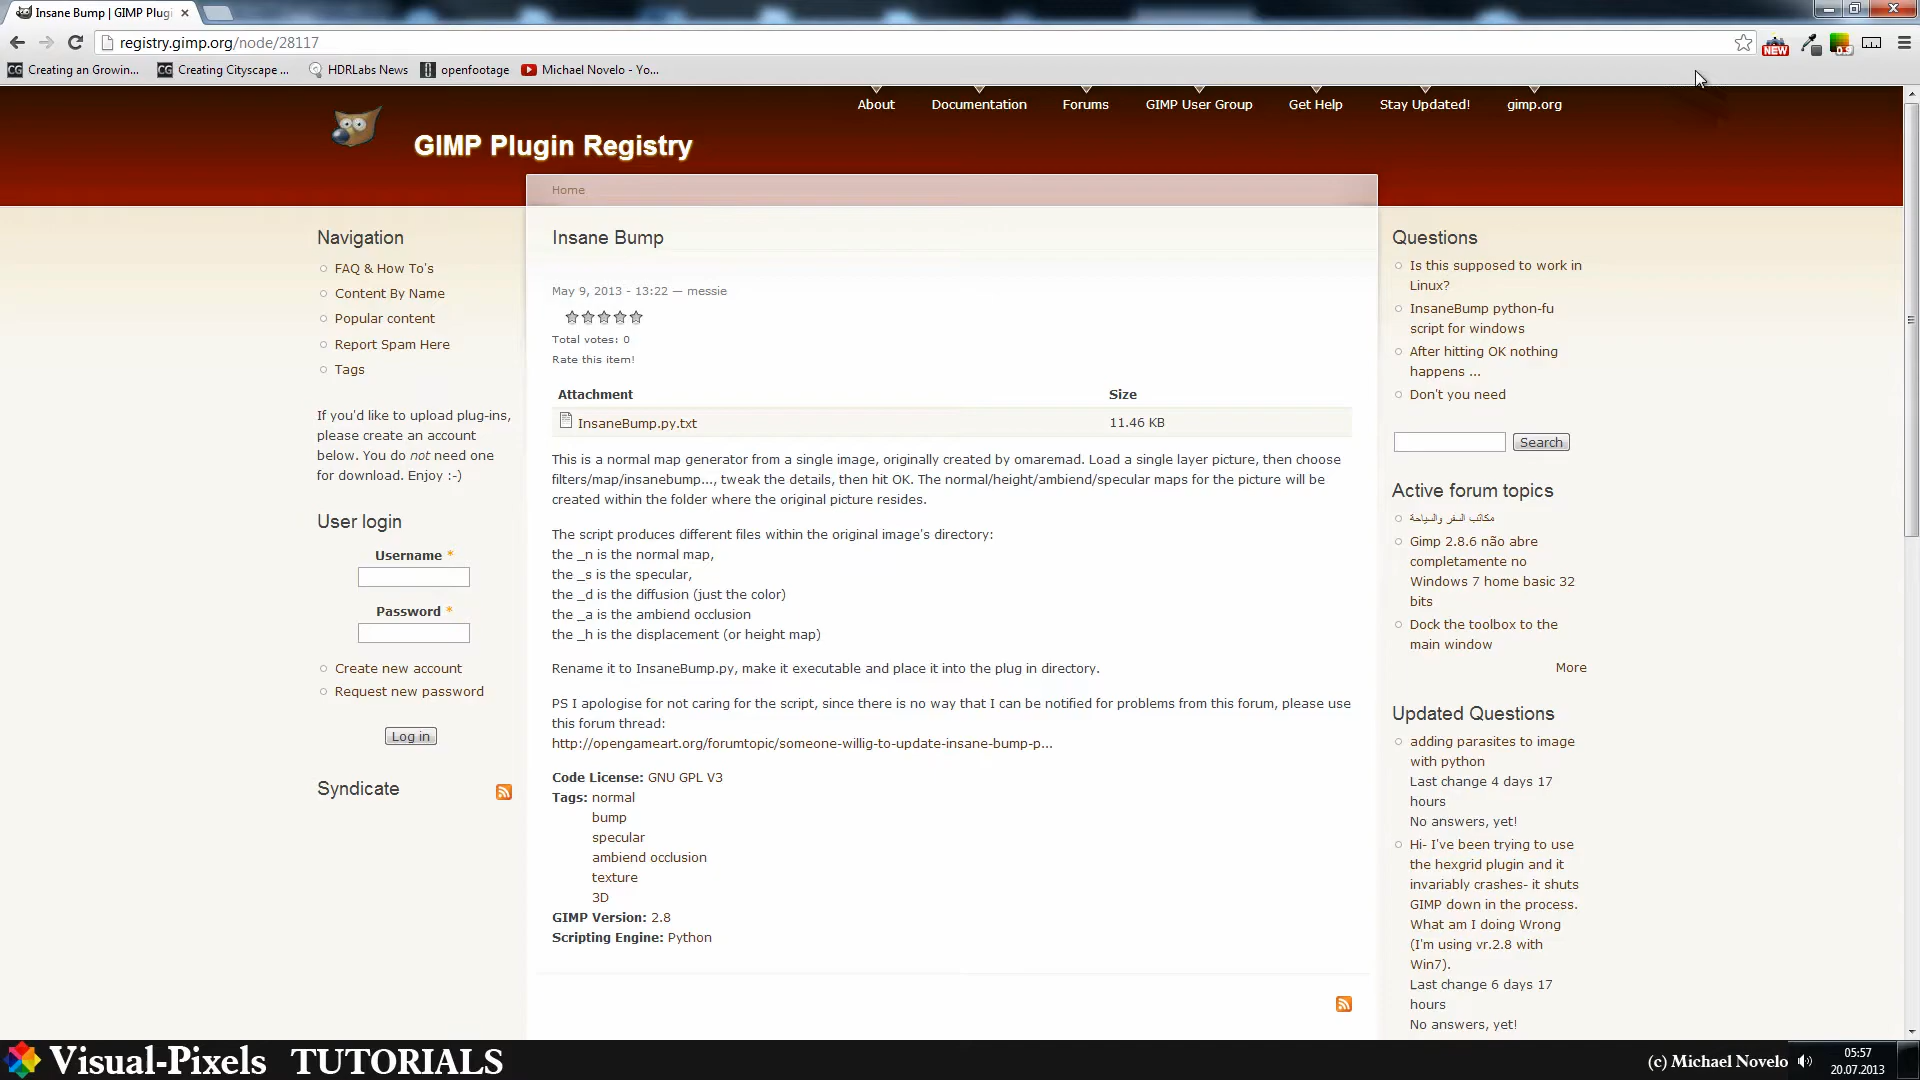 Insane Bump | GIMP Plugi
registry.gimp.org/node/28117
NEW
0.9
CG Creating an Growin...
CG Creating Cityscape ...
HDRLabs News
openfootage
Michael Novelo - Yo...
About
Documentation
Forums
GIMP User Group
Get Help
Stay Updated!
gimp.org
GIMP Plugin Registry
Home
Navigation
FAQ & How To's
Content By Name
Popular content
Report Spam Here
Tags
If you'd like to upload plug-ins,
please create an account
below. You do not need one
for download. Enjoy :-)
User login
Username *
Password *
Create new account
Request new password
Log in
Syndicate
Insane Bump
May 9, 2013 - 13:22 — messie
Total votes: 0
Rate this item!
Attachment Size
InsaneBump.py.txt 11.46 KB
This is a normal map generator from a single image, originally created by omaremad. Load a single layer picture, then choose
filters/map/insanebump..., tweak the details, then hit OK. The normal/height/ambiend/specular maps for the picture will be
created within the folder where the original picture resides.
The script produces different files within the original image's directory:
the _n is the normal map,
the _s is the specular,
the _d is the diffusion (just the color)
the _a is the ambiend occlusion
the _h is the displacement (or height map)
Rename it to InsaneBump.py, make it executable and place it into the plug in directory.
PS I apologise for not caring for the script, since there is no way that I can be notified for problems from this forum, please use
this forum thread:
http://opengameart.org/forumtopic/someone-willig-to-update-insane-bump-p...
Code License: GNU GPL V3
Tags: normal
bump
specular
ambiend occlusion
texture
3D
GIMP Version: 2.8
Scripting Engine: Python
Questions
Is this supposed to work in
Linux?
InsaneBump python-fu
script for windows
After hitting OK nothing
happens ...
Don't you need
Search
Active forum topics
مكاتب السفر والسياحة
Gimp 2.8.6 não abre
completamente no
Windows 7 home basic 32
bits
Dock the toolbox to the
main window
More
Updated Questions
adding parasites to image
with python
Last change 4 days 17
hours
No answers, yet!
Hi- I've been trying to use
the hexgrid plugin and it
invariably crashes- it shuts
GIMP down in the process.
What am I doing Wrong
(I'm using vr.2.8 with
Win7).
Last change 6 days 17
hours
No answers, yet!
Visual-Pixels TUTORIALS
(c) Michael Novelo
05:57
20.07.2013